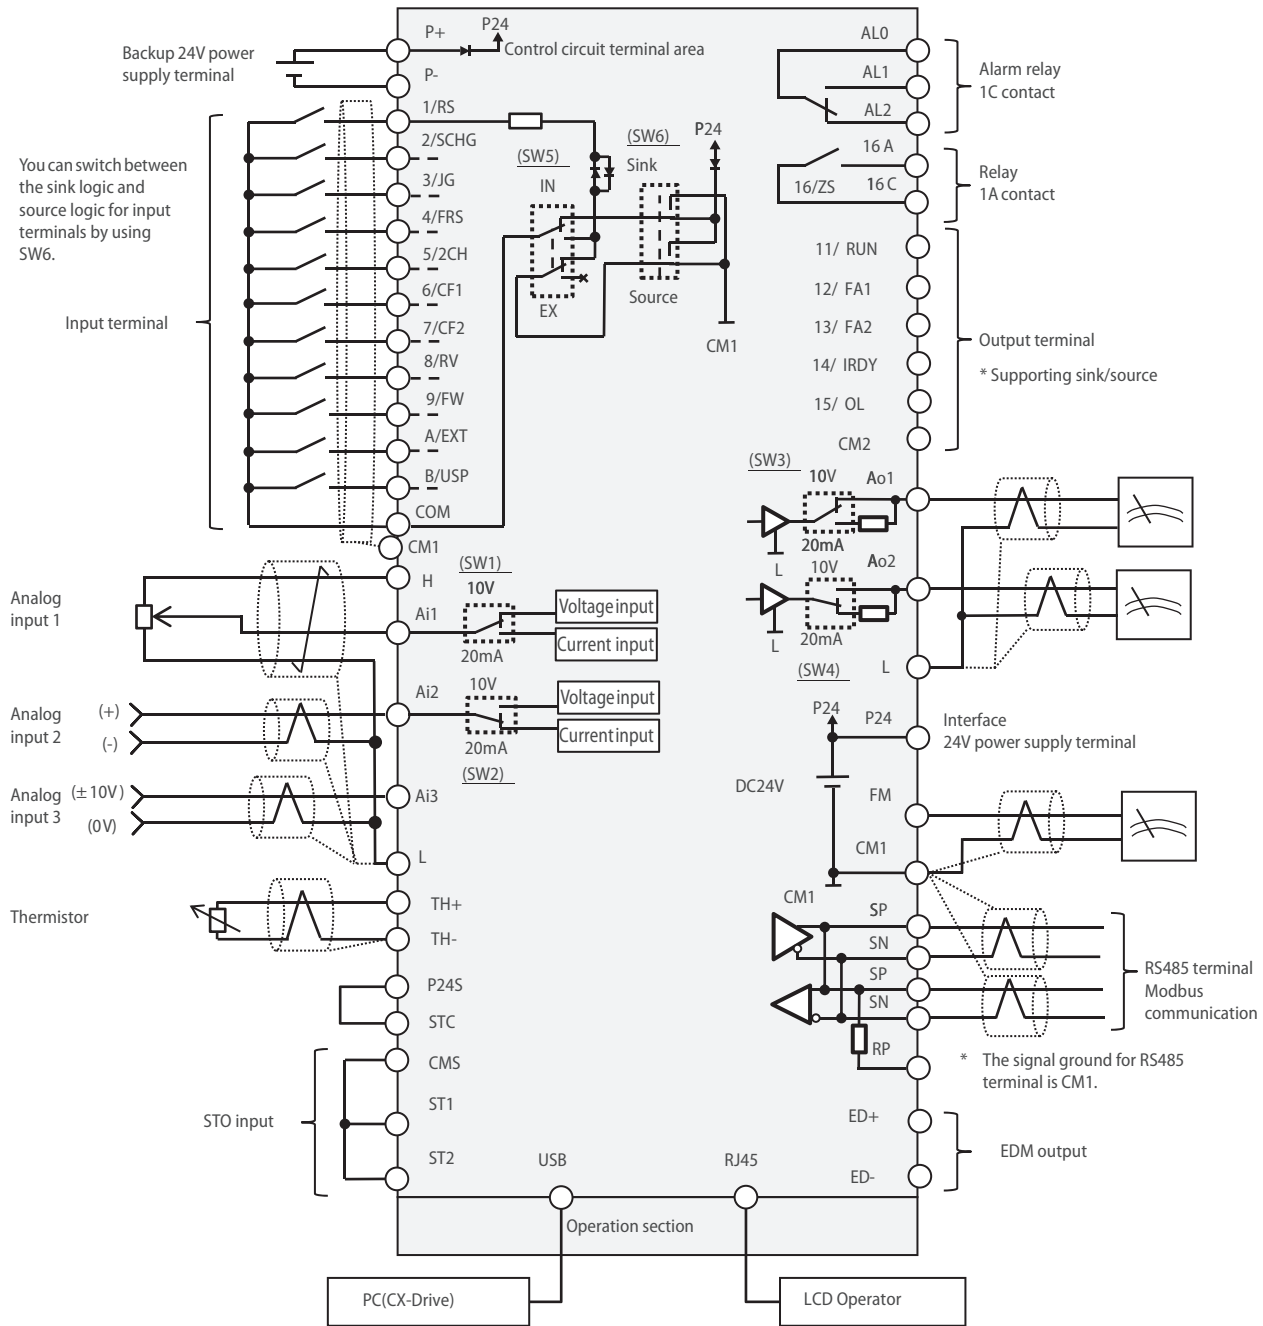 P24
P+
Control circuit terminal area
Backup 24V power
supply terminal
P-
1/RS
2/SCHG
3/JG
4/FRS
5/2CH
6/CF1
7/CF2
8/RV
9/FW
A/EXT
B/USP
COM
CM1
You can switch between
the sink logic and
source logic for input
terminals by using
SW6.
Input terminal
(SW5)
IN
EX
(SW6)
Sink
Source
P24
CM1
AL0
AL1
AL2
Alarm relay
1C contact
16 A
16/ZS
16 C
Relay
1A contact
11/ RUN
12/ FA1
13/ FA2
14/ IRDY
15/ OL
CM2
Output terminal
* Supporting sink/source
(SW3)
10V
Ao1
20mA
L
10V
Ao2
20mA
L
(SW4)
L
H
Analog
input 1
Ai1
(SW1)
10V
20mA
Voltage input
Current input
Ai2
10V
20mA
(SW2)
Voltage input
Current input
Analog
input 2
(+)
(-)
Analog
input 3
(±10V)
(0V)
Ai3
L
P24
P24
Interface
24V power supply terminal
DC24V
FM
CM1
CM1
Thermistor
TH+
TH-
P24S
STC
CMS
ST1
ST2
STO input
SP
SN
SP
SN
RP
RS485 terminal
Modbus
communication
* The signal ground for RS485
terminal is CM1.
ED+
ED-
EDM output
USB
RJ45
Operation section
PC(CX-Drive)
LCD Operator